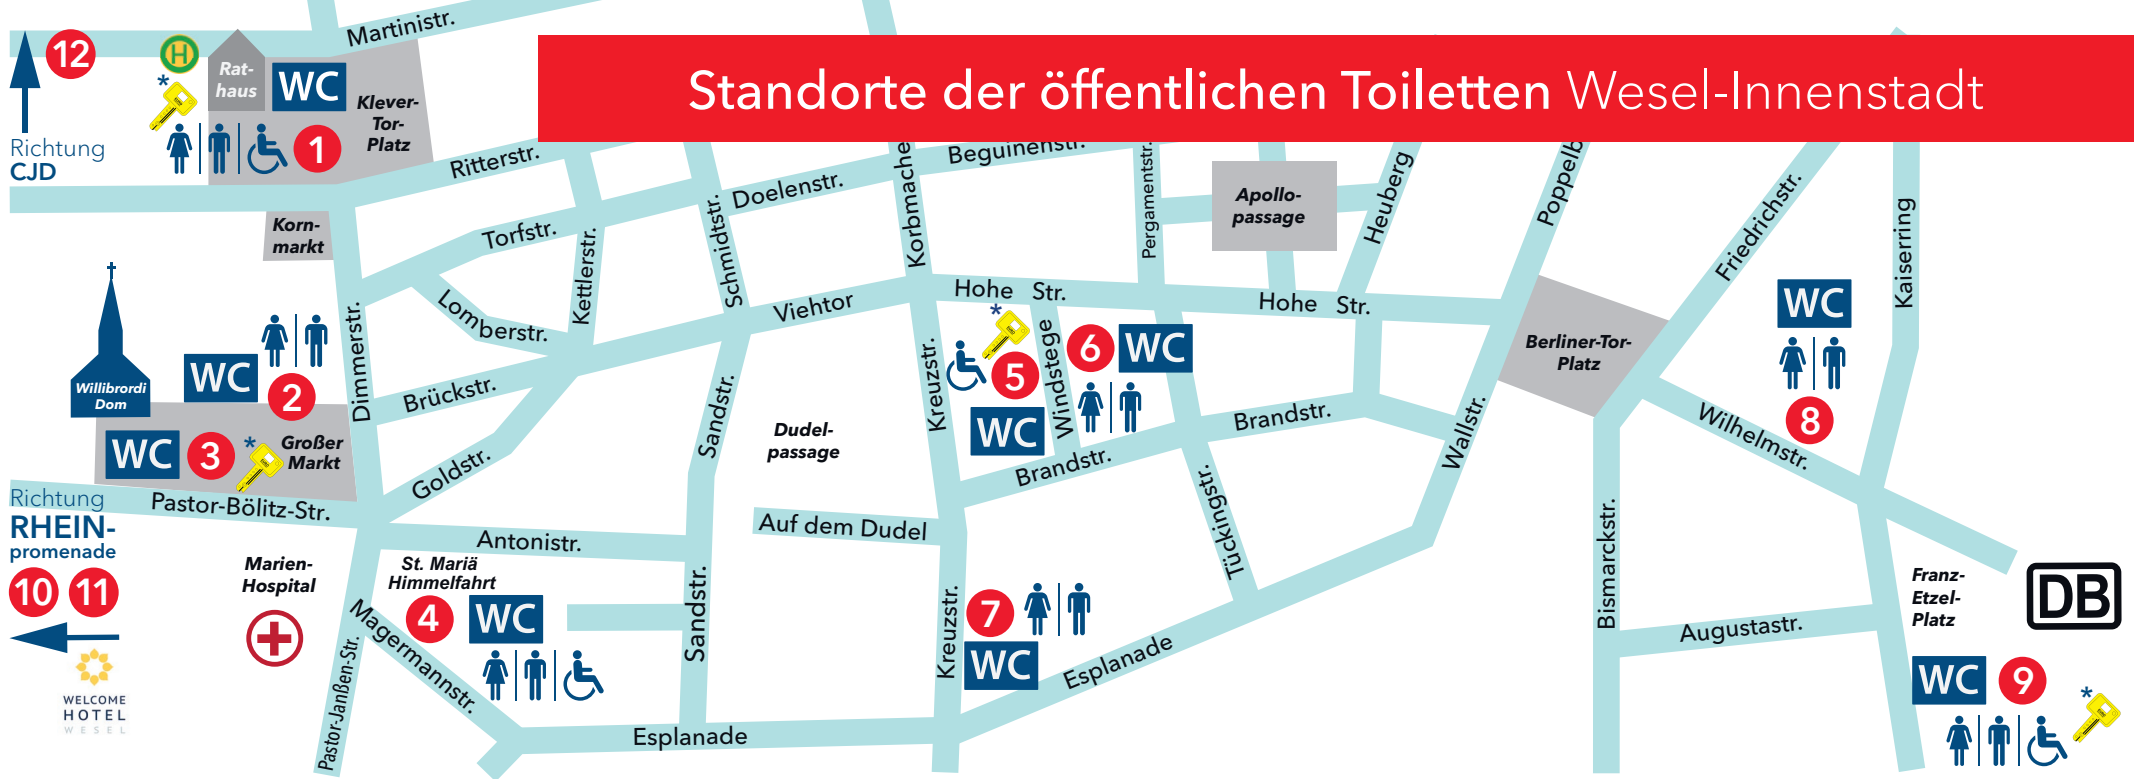 Standorte der öffentlichen Toiletten Wesel-Innenstadt
Martinistr.
12
H
*
Rat-
haus
WC
Klever-
Tor-
Platz
1
Richtung
CJD
Ritterstr.
Beguinenstr.
Doelenstr.
Torfstr.
Kettlerstr.
Schmidtstr.
Korbmache
Pergamentstr.
Apollo-
passage
Heuberg
Poppelb
Friedrichstr.
Kaiserring
Korn-
markt
Lomberstr.
Viehtor
Hohe Str.
Hohe Str.
Willibrordi
Dom
WC
2
Dimmerstr.
Brückstr.
Sandstr.
Dudel-
passage
Kreuzstr.
*
5
WC
Windstege
6
WC
Brandstr.
Brandstr.
Wallstr.
Berliner-Tor-
Platz
WC
8
Wilhelmstr.
WC
3
*
Großer
Markt
Goldstr.
Pastor-Bölitz-Str.
Richtung
RHEIN-
promenade
10
11
WELCOME
HOTEL
WESEL
Marien-
Hospital
Antonistr.
St. Mariä
Himmelfahrt
4
WC
Magermannstr.
Pastor-Janßen-Str.
Sandstr.
Auf dem Dudel
Kreuzstr.
7
WC
Tückingstr.
Esplanade
Esplanade
Bismarckstr.
Augustastr.
Franz-
Etzel-
Platz
DB
WC
9
*